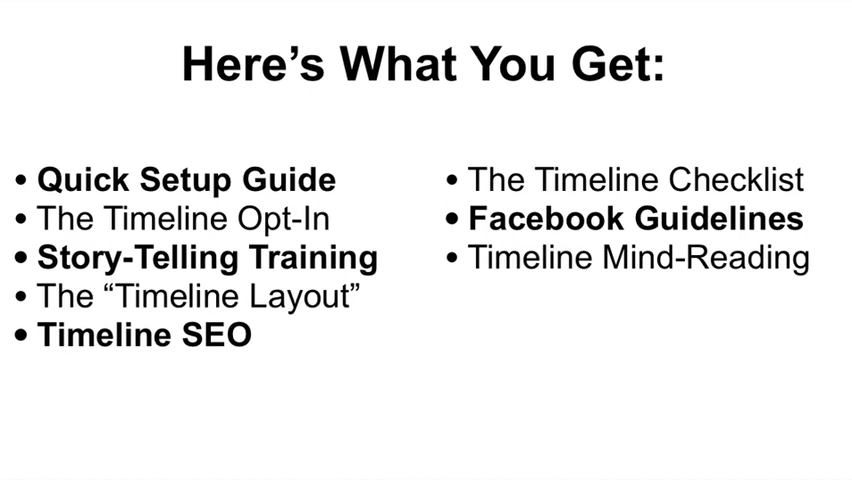 Here’s What You Get:
• Quick Setup Guide
• The Timeline Opt-In
• Story-Telling Training
• The “Timeline Layout”
• Timeline SEO
• The Timeline Checklist
• Facebook Guidelines
• Timeline Mind-Reading